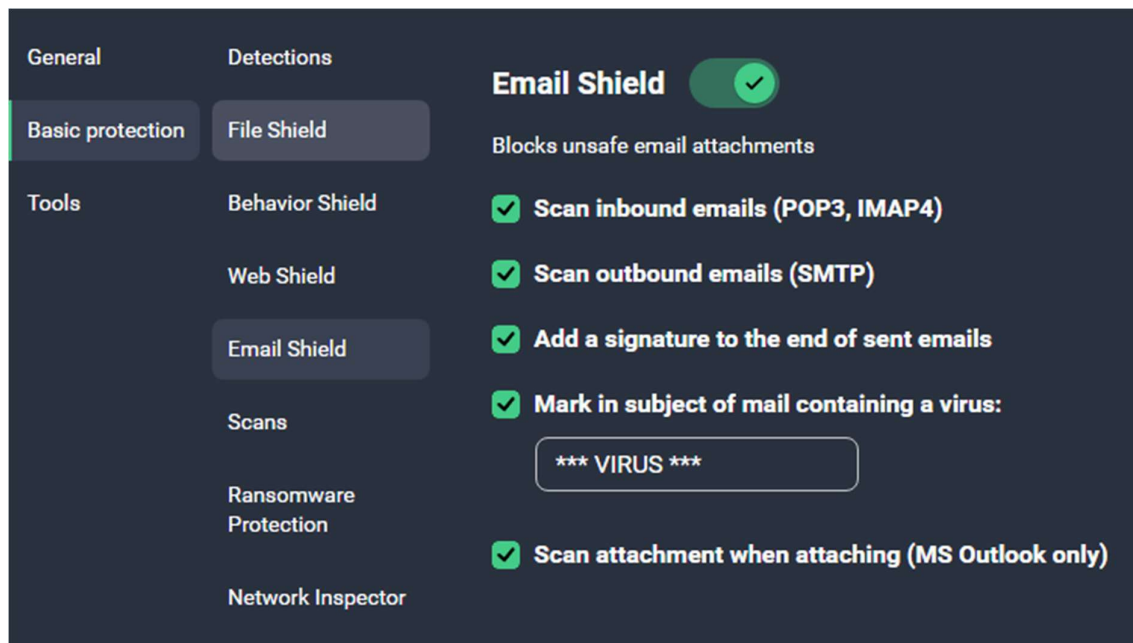 General
Basic protection
Tools
Detections
File Shield
Behavior Shield
Web Shield
Email Shield
Scans
Ransomware
Protection
Network Inspector
Email Shield
Blocks unsafe email attachments
Scan inbound emails (POP3, IMAP4)
Scan outbound emails (SMTP)
Add a signature to the end of sent emails
Mark in subject of mail containing a virus:
*** VIRUS ***
Scan attachment when attaching (MS Outlook only)